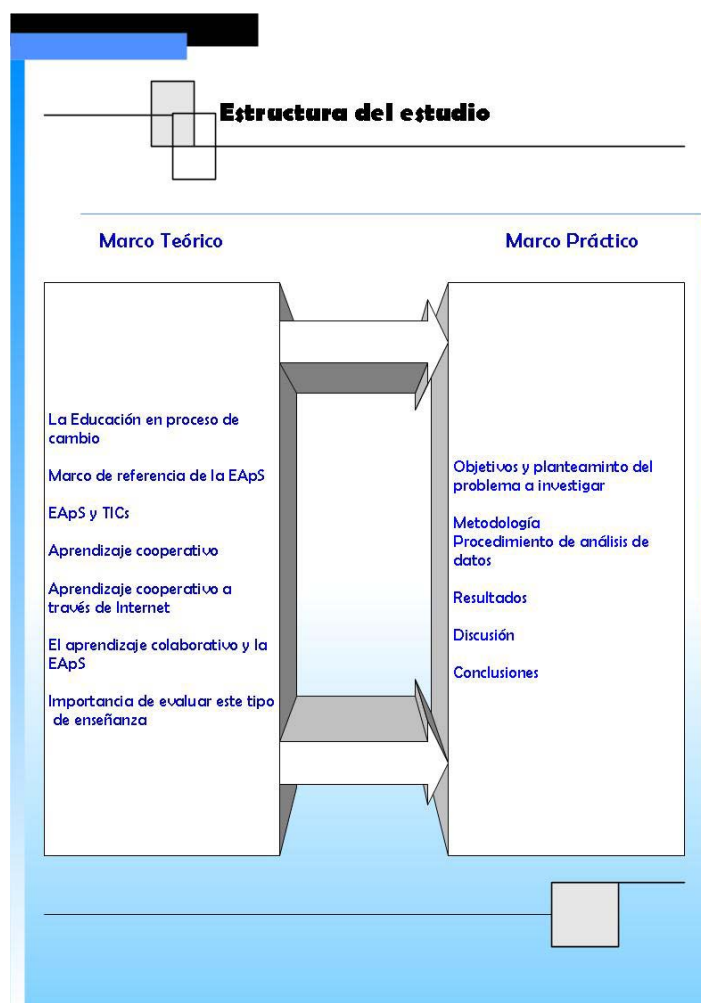 Estructura del estudio
Marco Teórico
Marco Práctico
La Educación en proceso de
cambio
Marco de referencia de la EApS
EApS y TICs
Aprendizaje cooperativo
Aprendizaje cooperativo a
través de Internet
El aprendizaje colaborativo y la
EApS
Importancia de evaluar este tipo
de enseñanza
Objetivos y planteaminto del
problema a investigar
Metodología
Procedimiento de análisis de
datos
Resultados
Discusión
Conclusiones